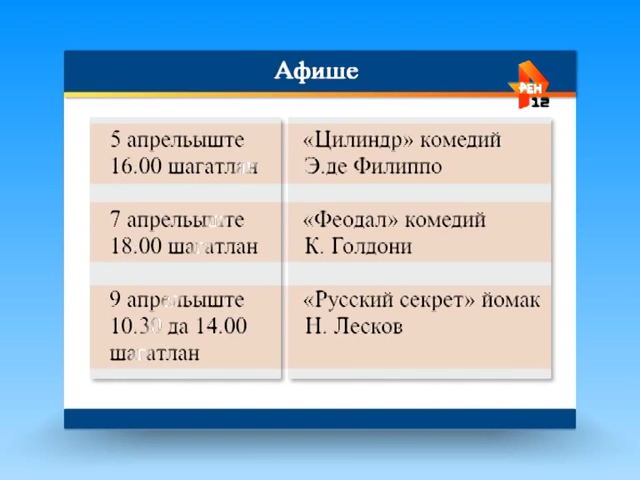 Афише
РЕН
12
5 апрельыште
16.00 шагатлан
«Цилиндр» комедий
Э.де Филиппо
7 апрельыште
18.00 шагатлан
«Феодал» комедий
К. Голдони
9 апрельыште
10.30 да 14.00
шагатлан
«Русский секрет» йомак
Н. Лесков